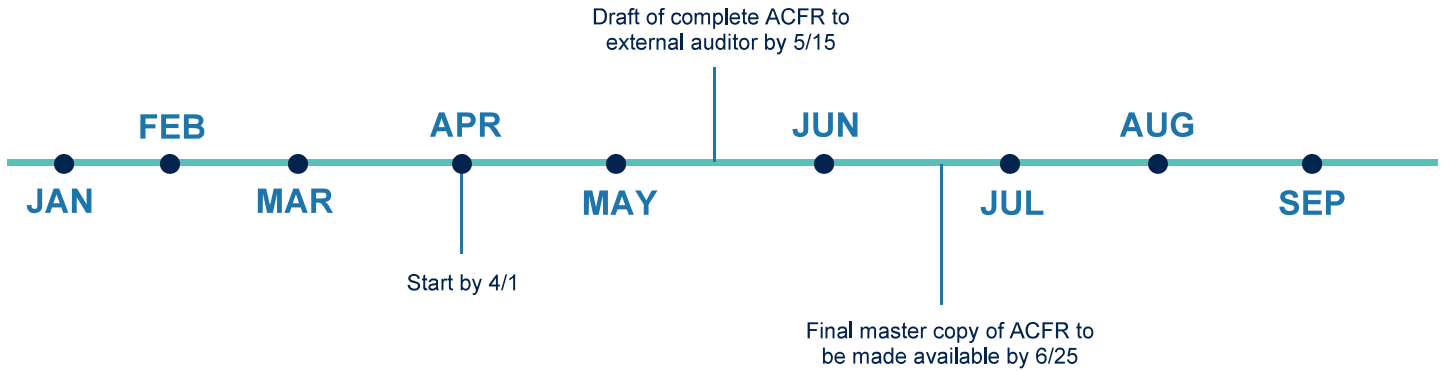 Draft of complete ACFR to
external auditor by 5/15
FEB
APR
JUN
AUG
JAN
MAR
MAY
JUL
SEP
Start by 4/1
Final master copy of ACFR to
be made available by 6/25